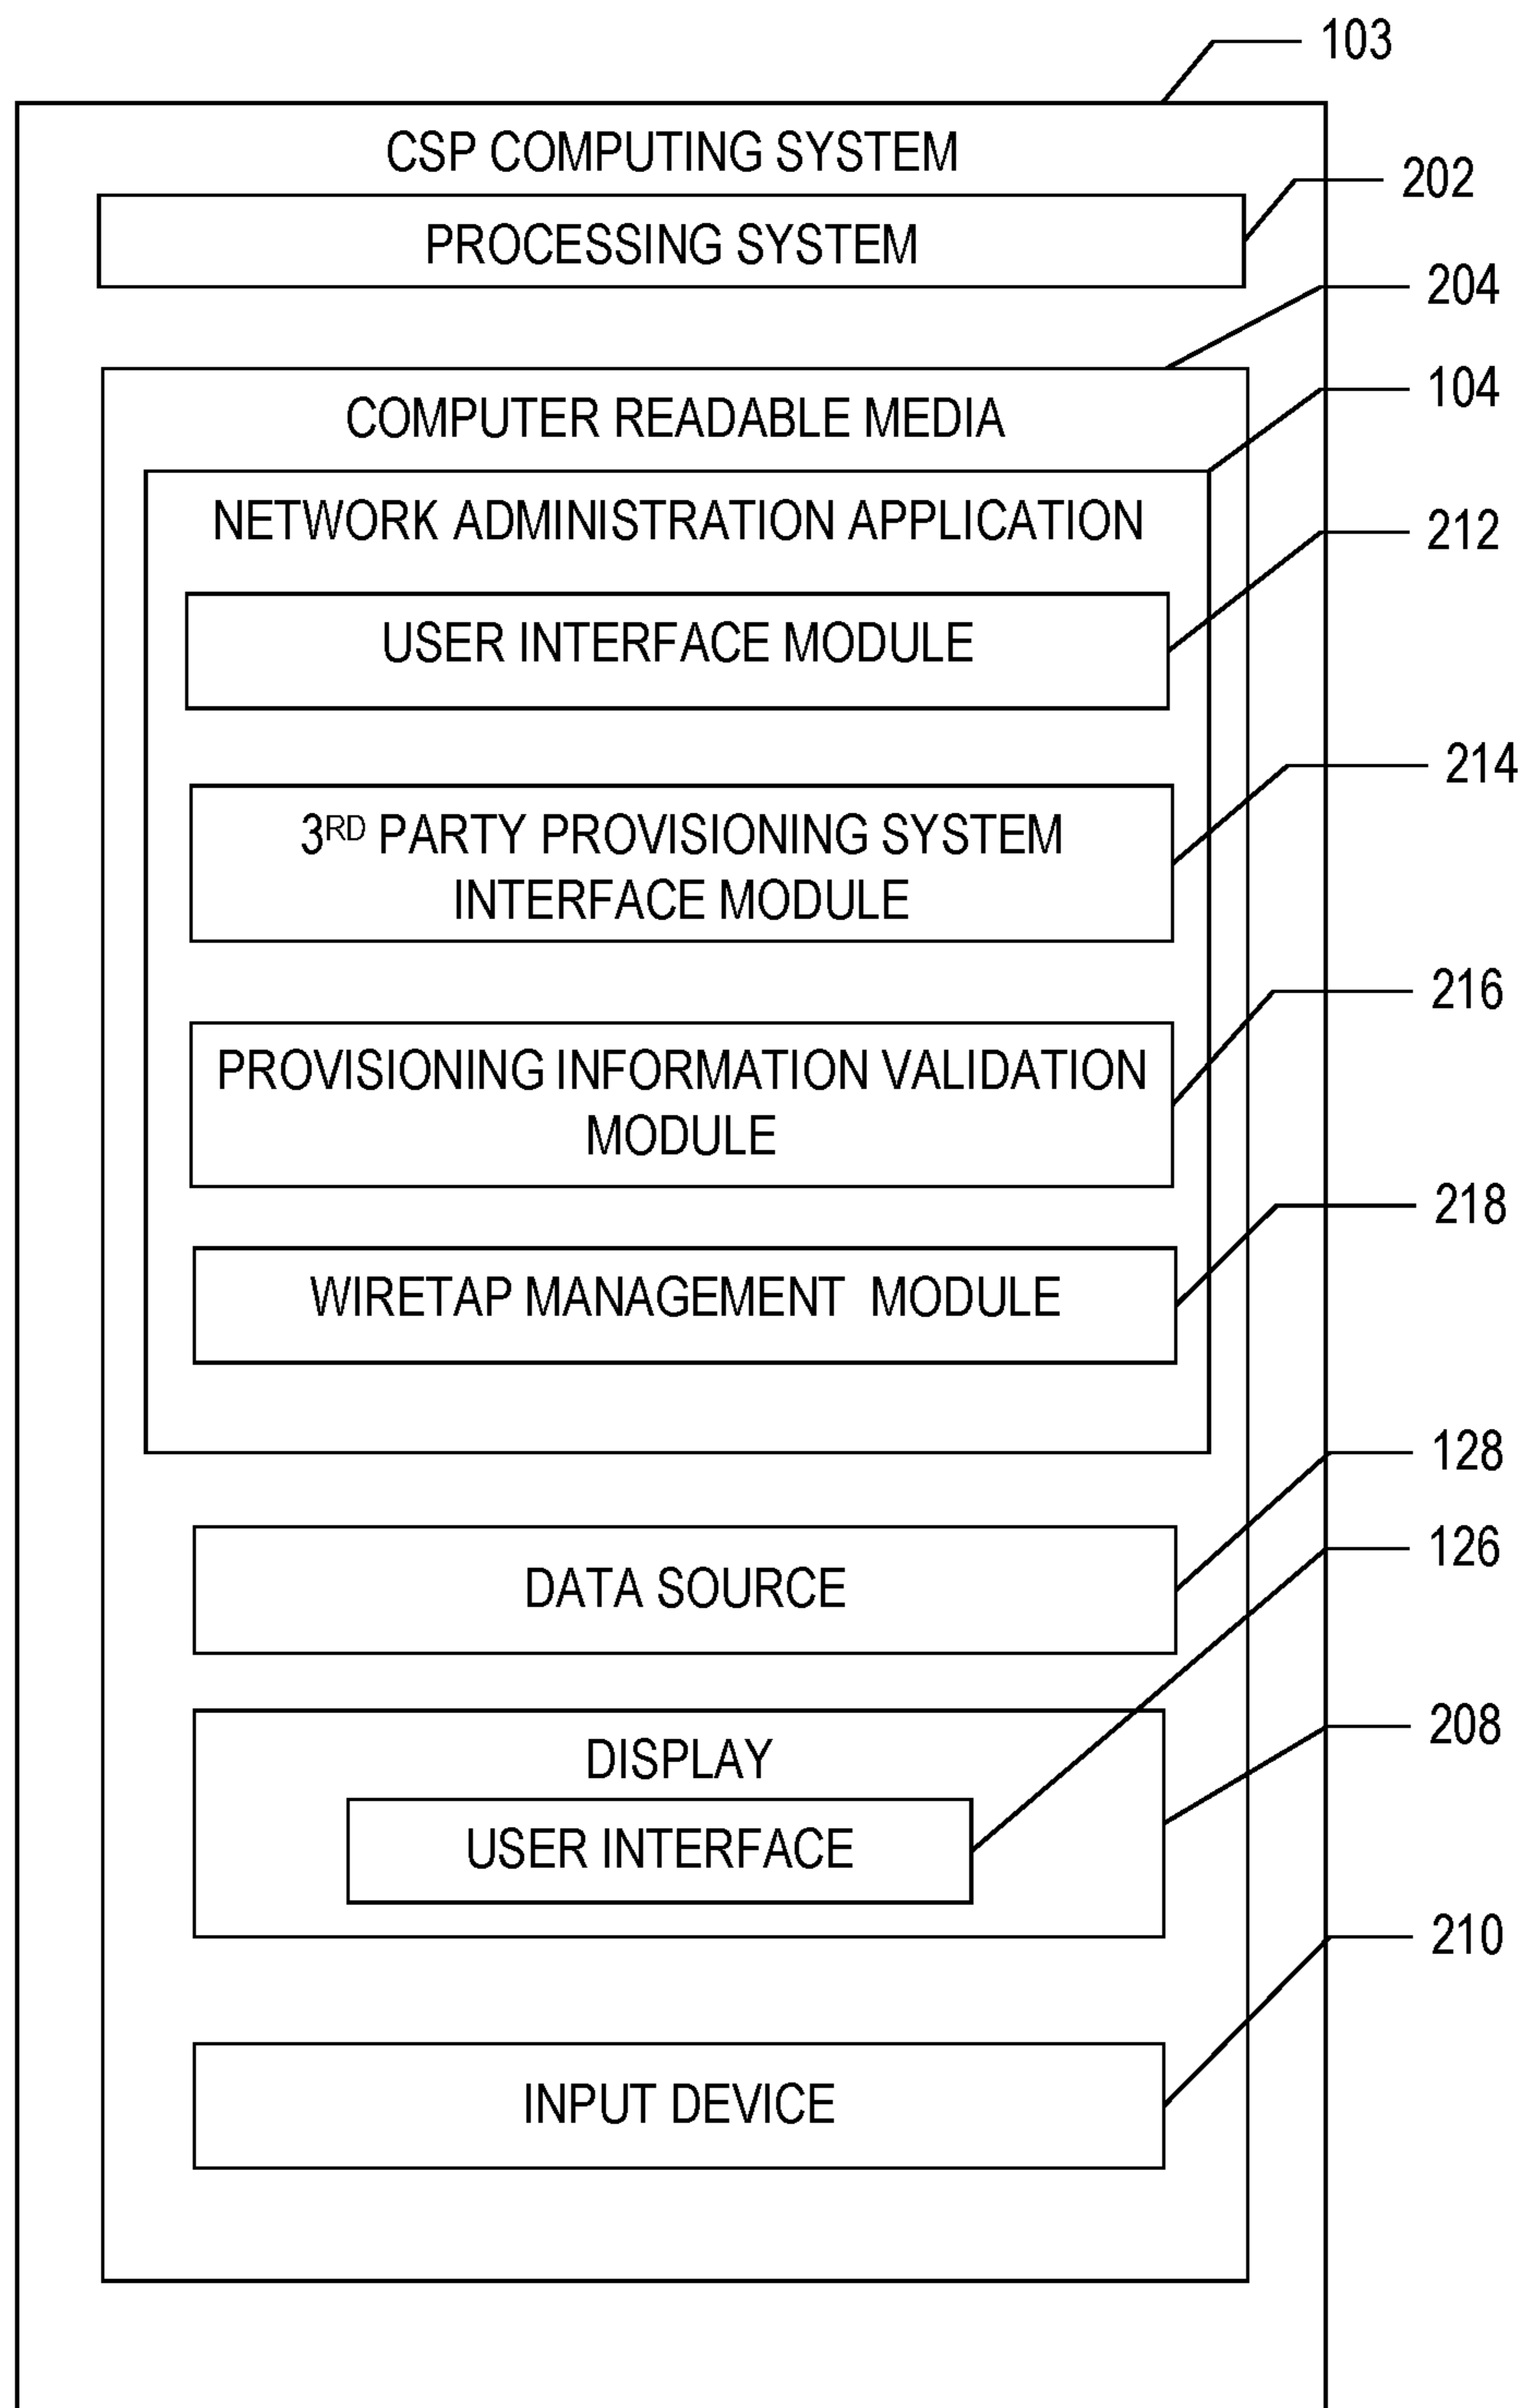 103
CSP COMPUTING SYSTEM
202
PROCESSING SYSTEM
204
104
COMPUTER READABLE MEDIA
NETWORK ADMINISTRATION APPLICATION
212
USER INTERFACE MODULE
214
3RD PARTY PROVISIONING SYSTEM
INTERFACE MODULE
216
PROVISIONING INFORMATION VALIDATION
MODULE
218
WIRETAP MANAGEMENT MODULE
128
126
DATA SOURCE
208
DISPLAY
USER INTERFACE
210
INPUT DEVICE